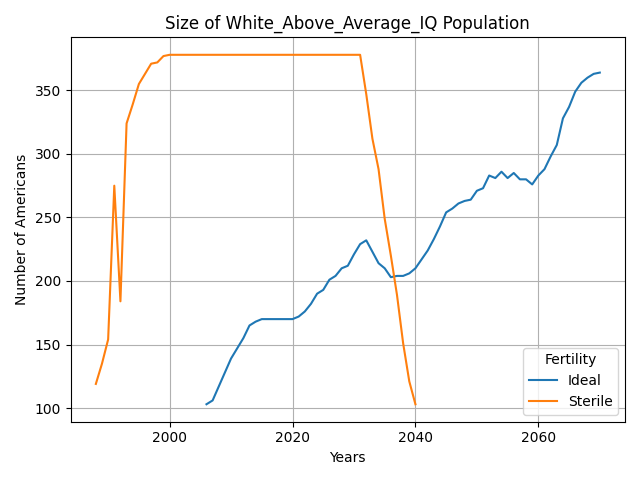 Size of White_Above_Average_IQ Population
Number of Americans
350
300
250
200
150
100
2000
2020
2040
2060
Years
Fertility
Ideal
Sterile